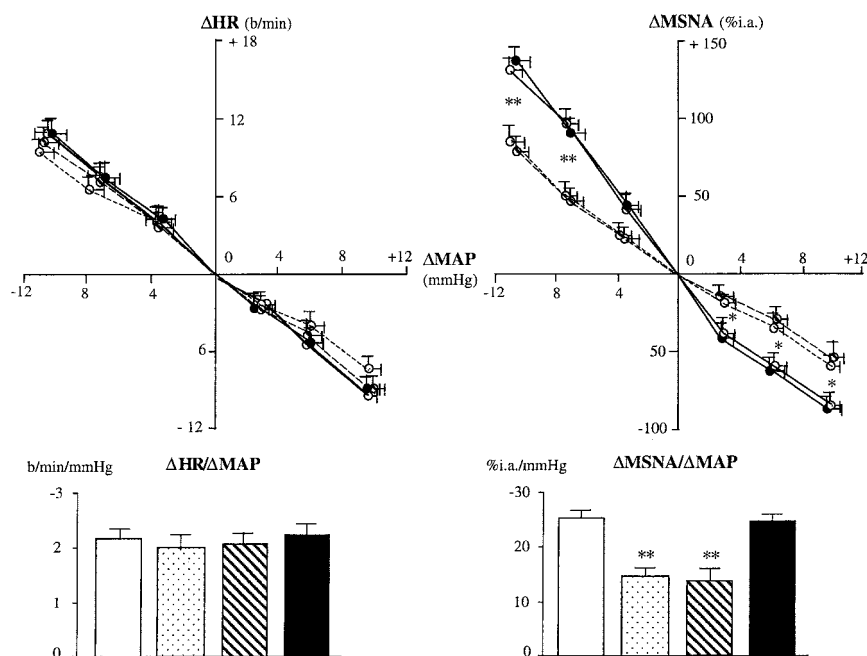 ΔHR (b/min)
+ 18
12
6
0 4 8 +12
-12 8 4
6
- 12
ΔMAP
(mmHg)
ΔMSNA (%i.a.)
+ 150
100
**
**
50
0 4 8 +12
-12 8 4
*
*
-50
*
-100
b/min/mmHg ΔHR/ΔMAP
-3
2
1
0
%i.a./mmHg ΔMSNA/ΔMAP
-30
20
** **
10
0